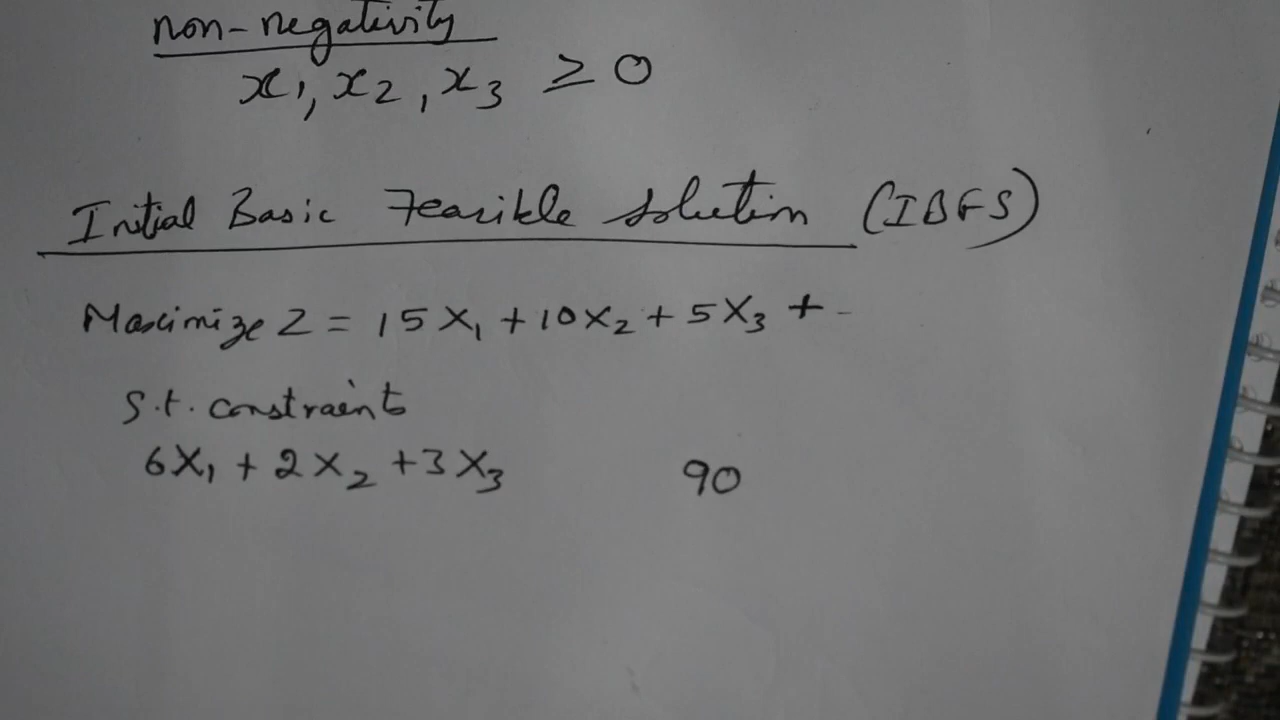 non-negativity
x1, x2, x3 ≥ 0
Initial Basic Feasible solution (IBFS)
Maximize Z = 15X1 + 10X2 + 5X3 + -
S.t. constraints
6X1 + 2X2 + 3X3 90